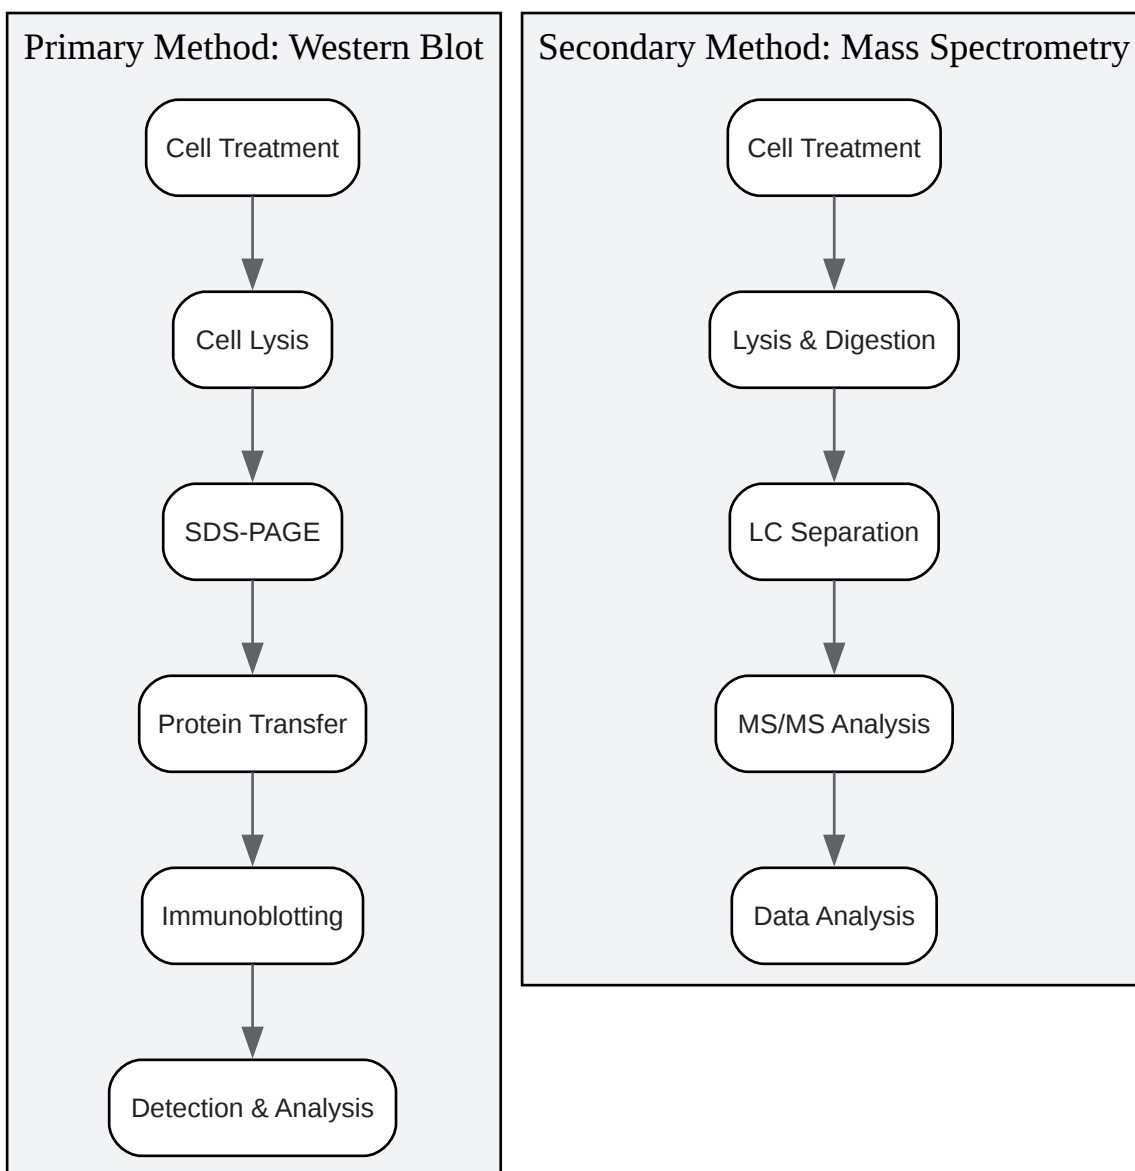 Primary Method: Western Blot
Cell Treatment
Cell Lysis
SDS-PAGE
Protein Transfer
Immunoblotting
Detection & Analysis
Secondary Method: Mass Spectrometry
Cell Treatment
Lysis & Digestion
LC Separation
MS/MS Analysis
Data Analysis